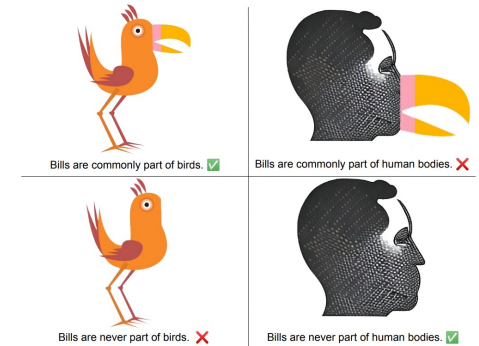 Bills are commonly part of birds. ✅
Bills are commonly part of human bodies. ❌
Bills are never part of birds. ❌
Bills are never part of human bodies. ✅